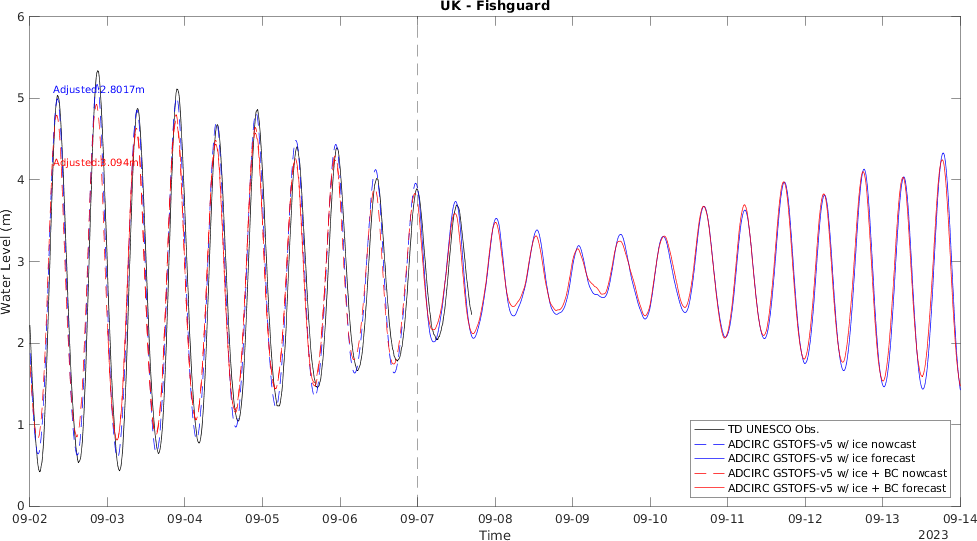 UK - Fishguard
6
5
4
3
2
1
0
Water Level (m)
Adjusted:2.8017m
Adjusted:3.094m
TD UNESCO Obs.
ADCIRC GSTOFS-v5 w/ ice nowcast
ADCIRC GSTOFS-v5 w/ ice forecast
ADCIRC GSTOFS-v5 w/ ice + BC nowcast
ADCIRC GSTOFS-v5 w/ ice + BC forecast
09-02 09-03 09-04 09-05 09-06 09-07 09-08 09-09 09-10 09-11 09-12 09-13 09-14
Time
2023